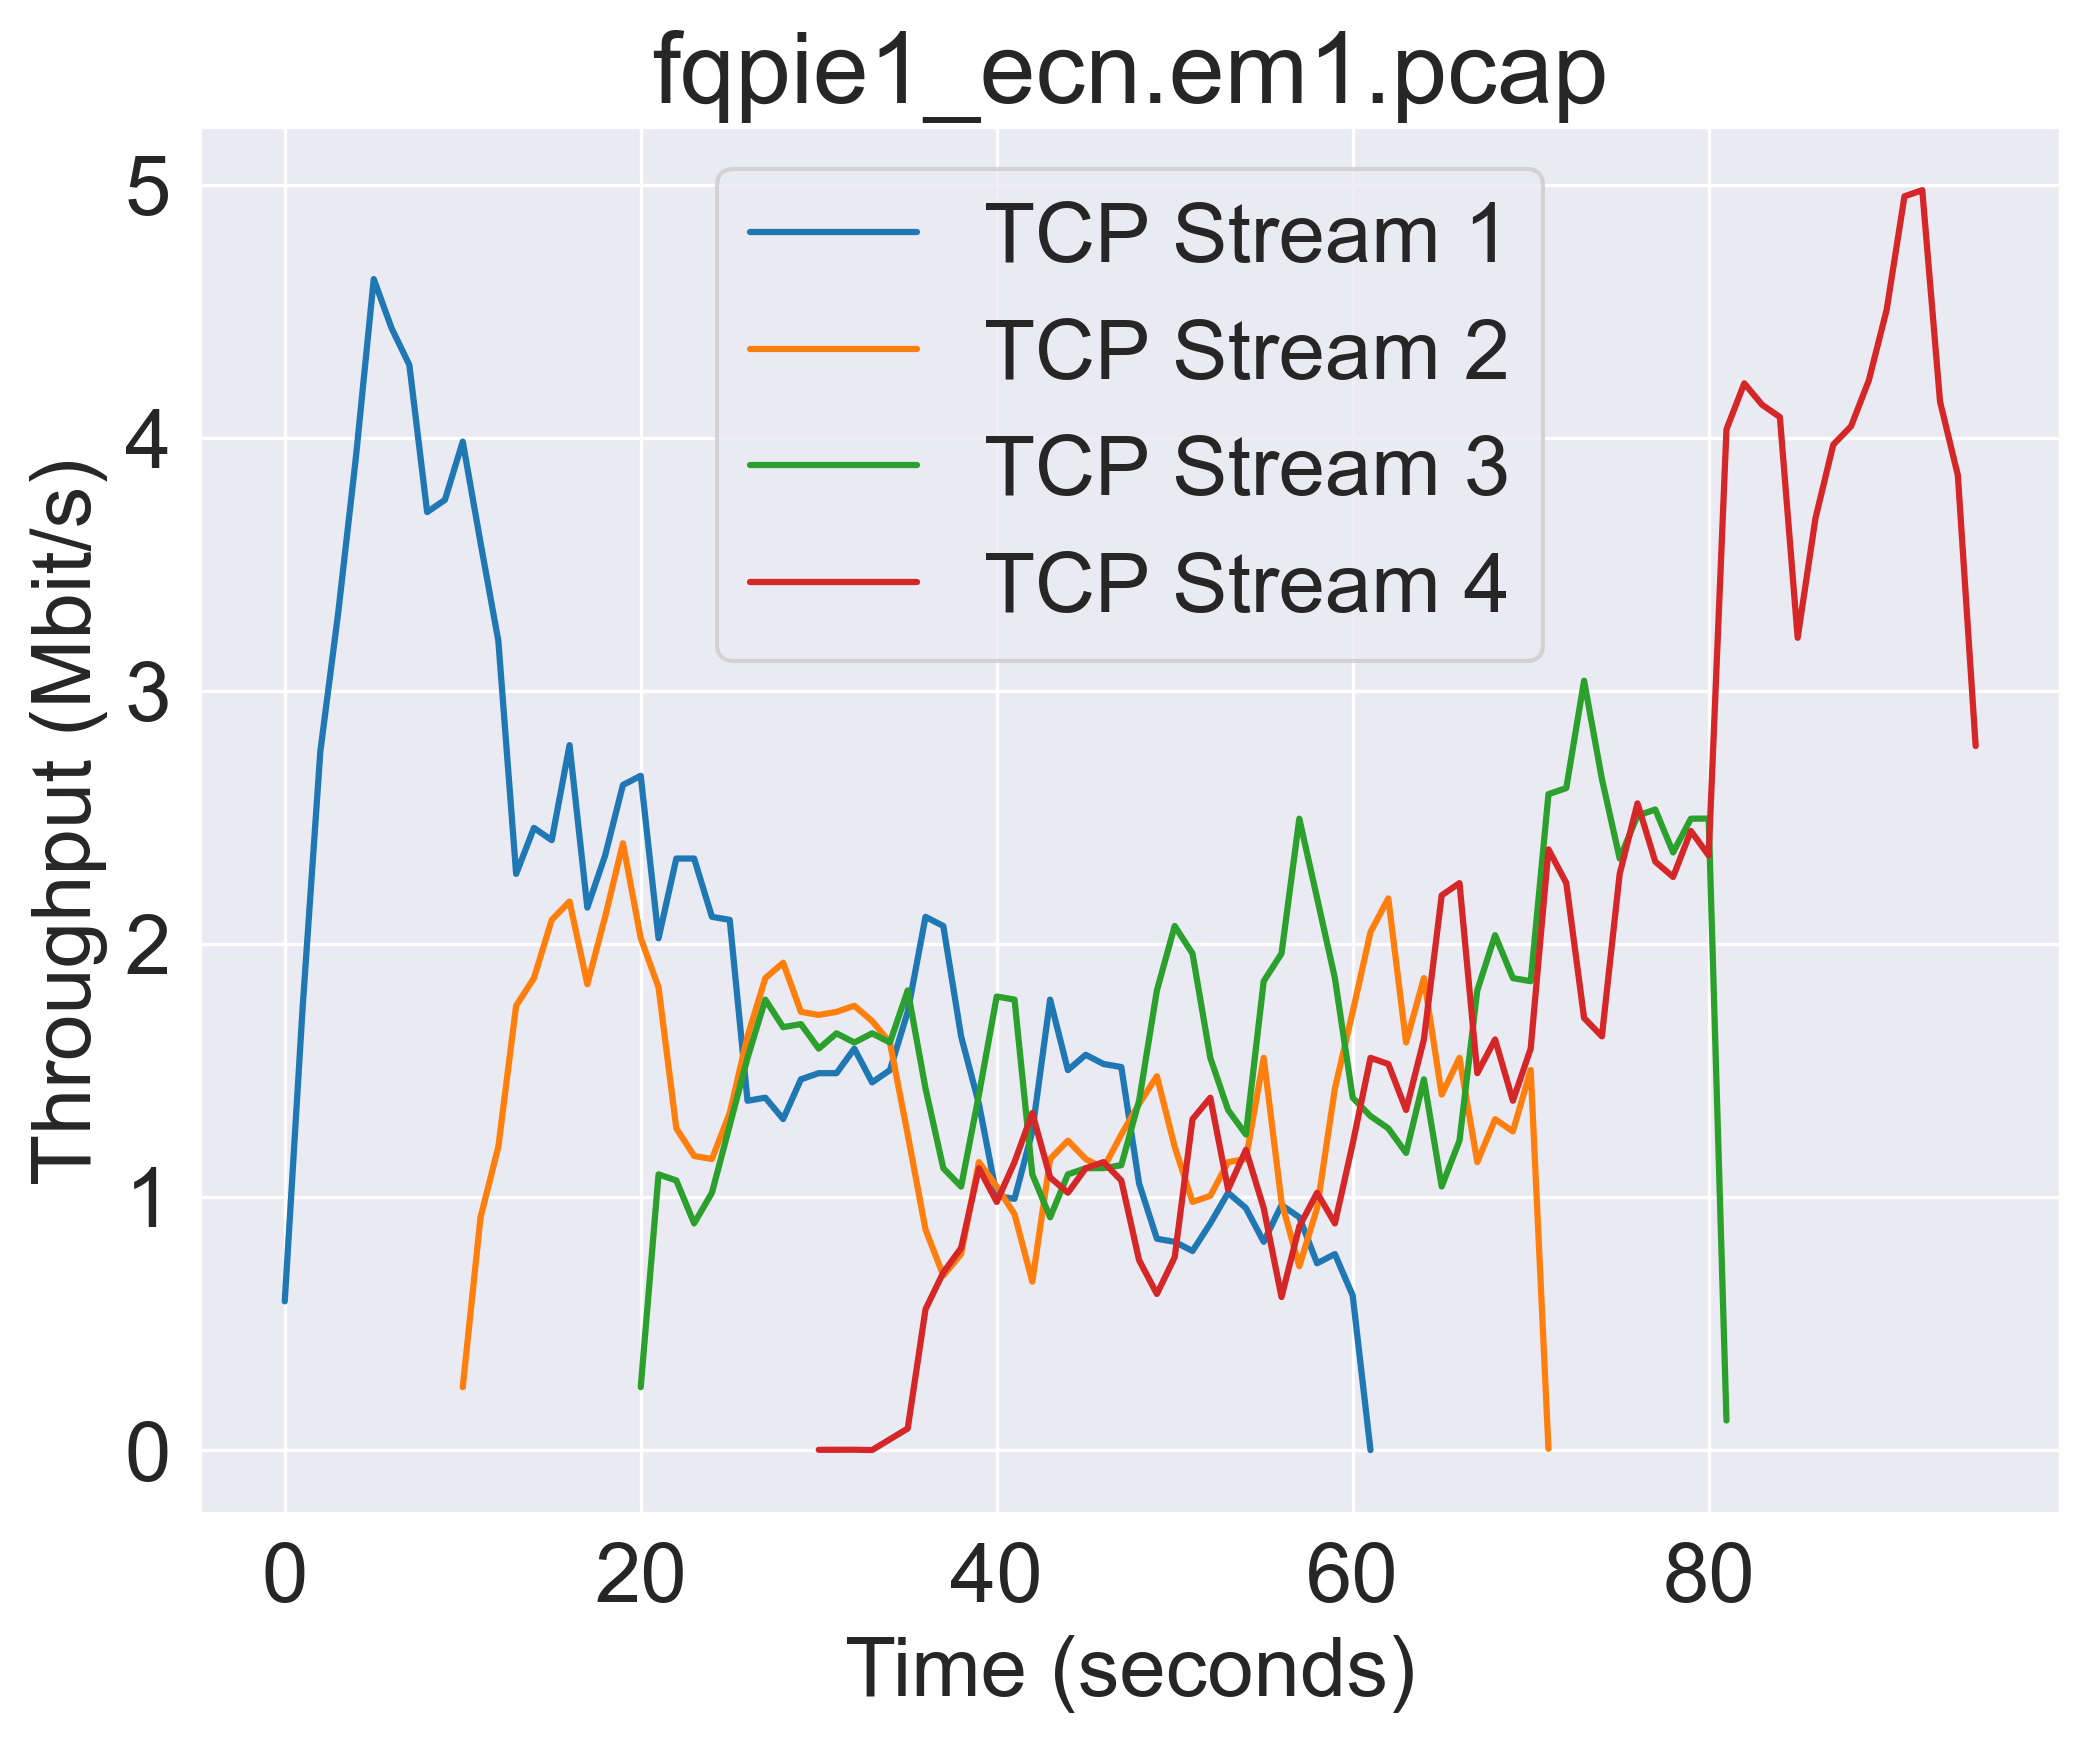 fqpie1_ecn.em1.pcap
TCP Stream 1
TCP Stream 2
TCP Stream 3
TCP Stream 4
Throughput (Mbit/s)
5
4
3
2
1
0
0 20 40 60 80
Time (seconds)